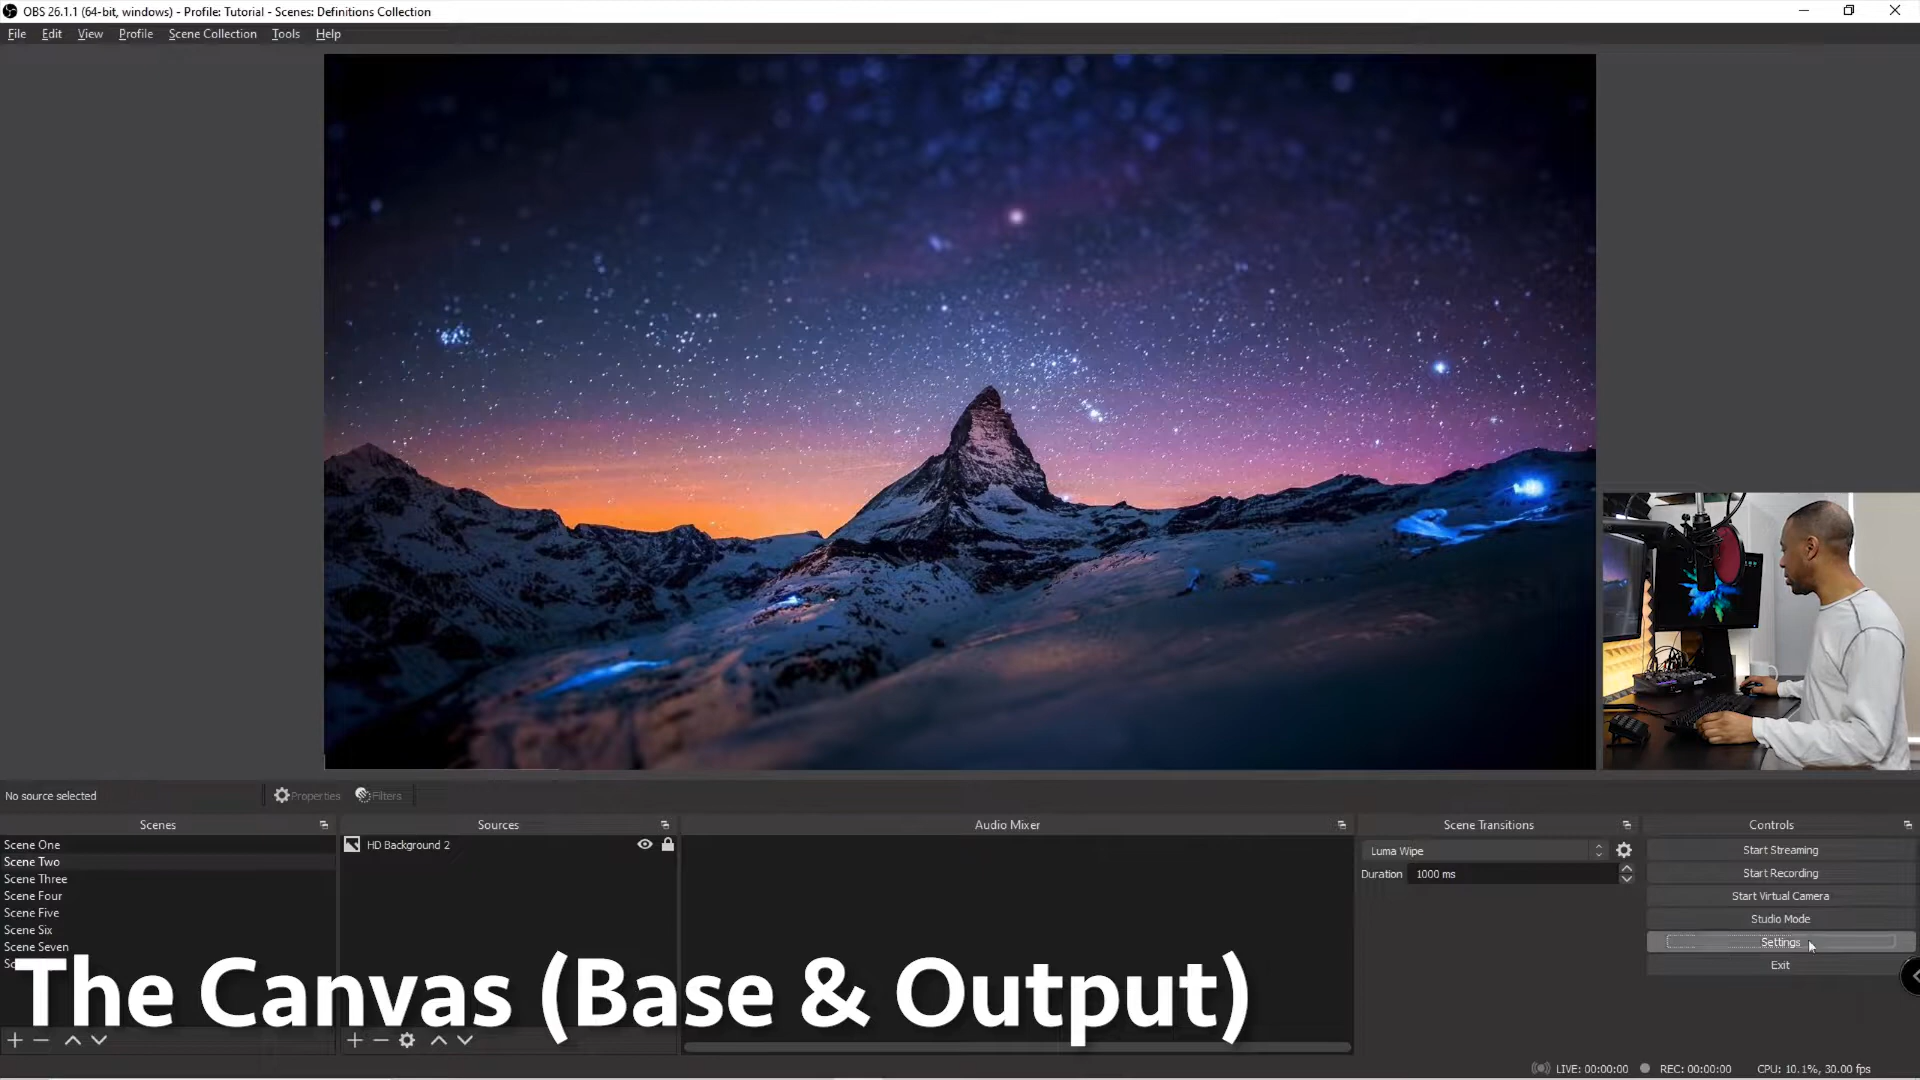 OBS 26.1.1 (64-bit, windows) - Profile: Tutorial - Scenes: Definitions Collection
File Edit View Profile Scene Collection Tools Help
No source selected
Properties
Filters
Scenes
Scene One
Scene Two
Scene Three
Scene Four
Scene Five
Scene Six
Scene Seven
Sources
HD Background 2
Audio Mixer
Scene Transitions
Luma Wipe
Duration 1000 ms
Controls
Start Streaming
Start Recording
Start Virtual Camera
Studio Mode
Settings
Exit
The Canvas (Base & Output)
LIVE: 00:00:00 REC: 00:00:00 CPU: 10.1%, 30.00 fps